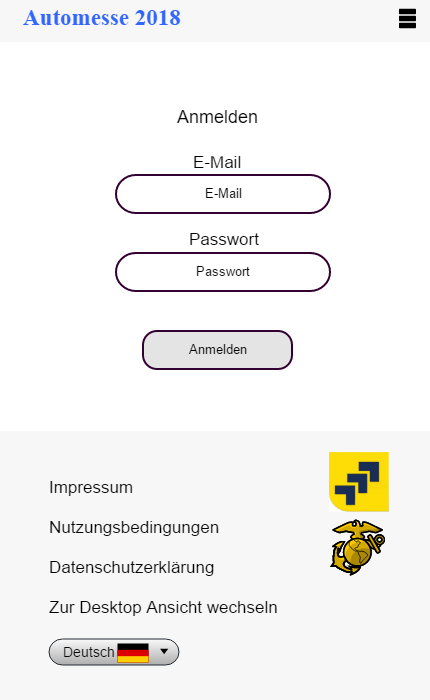 Automesse 2018
Anmelden
E-Mail
E-Mail
Passwort
Passwort
Anmelden
Impressum
Nutzungsbedingungen
Datenschutzerklärung
Zur Desktop Ansicht wechseln
Deutsch